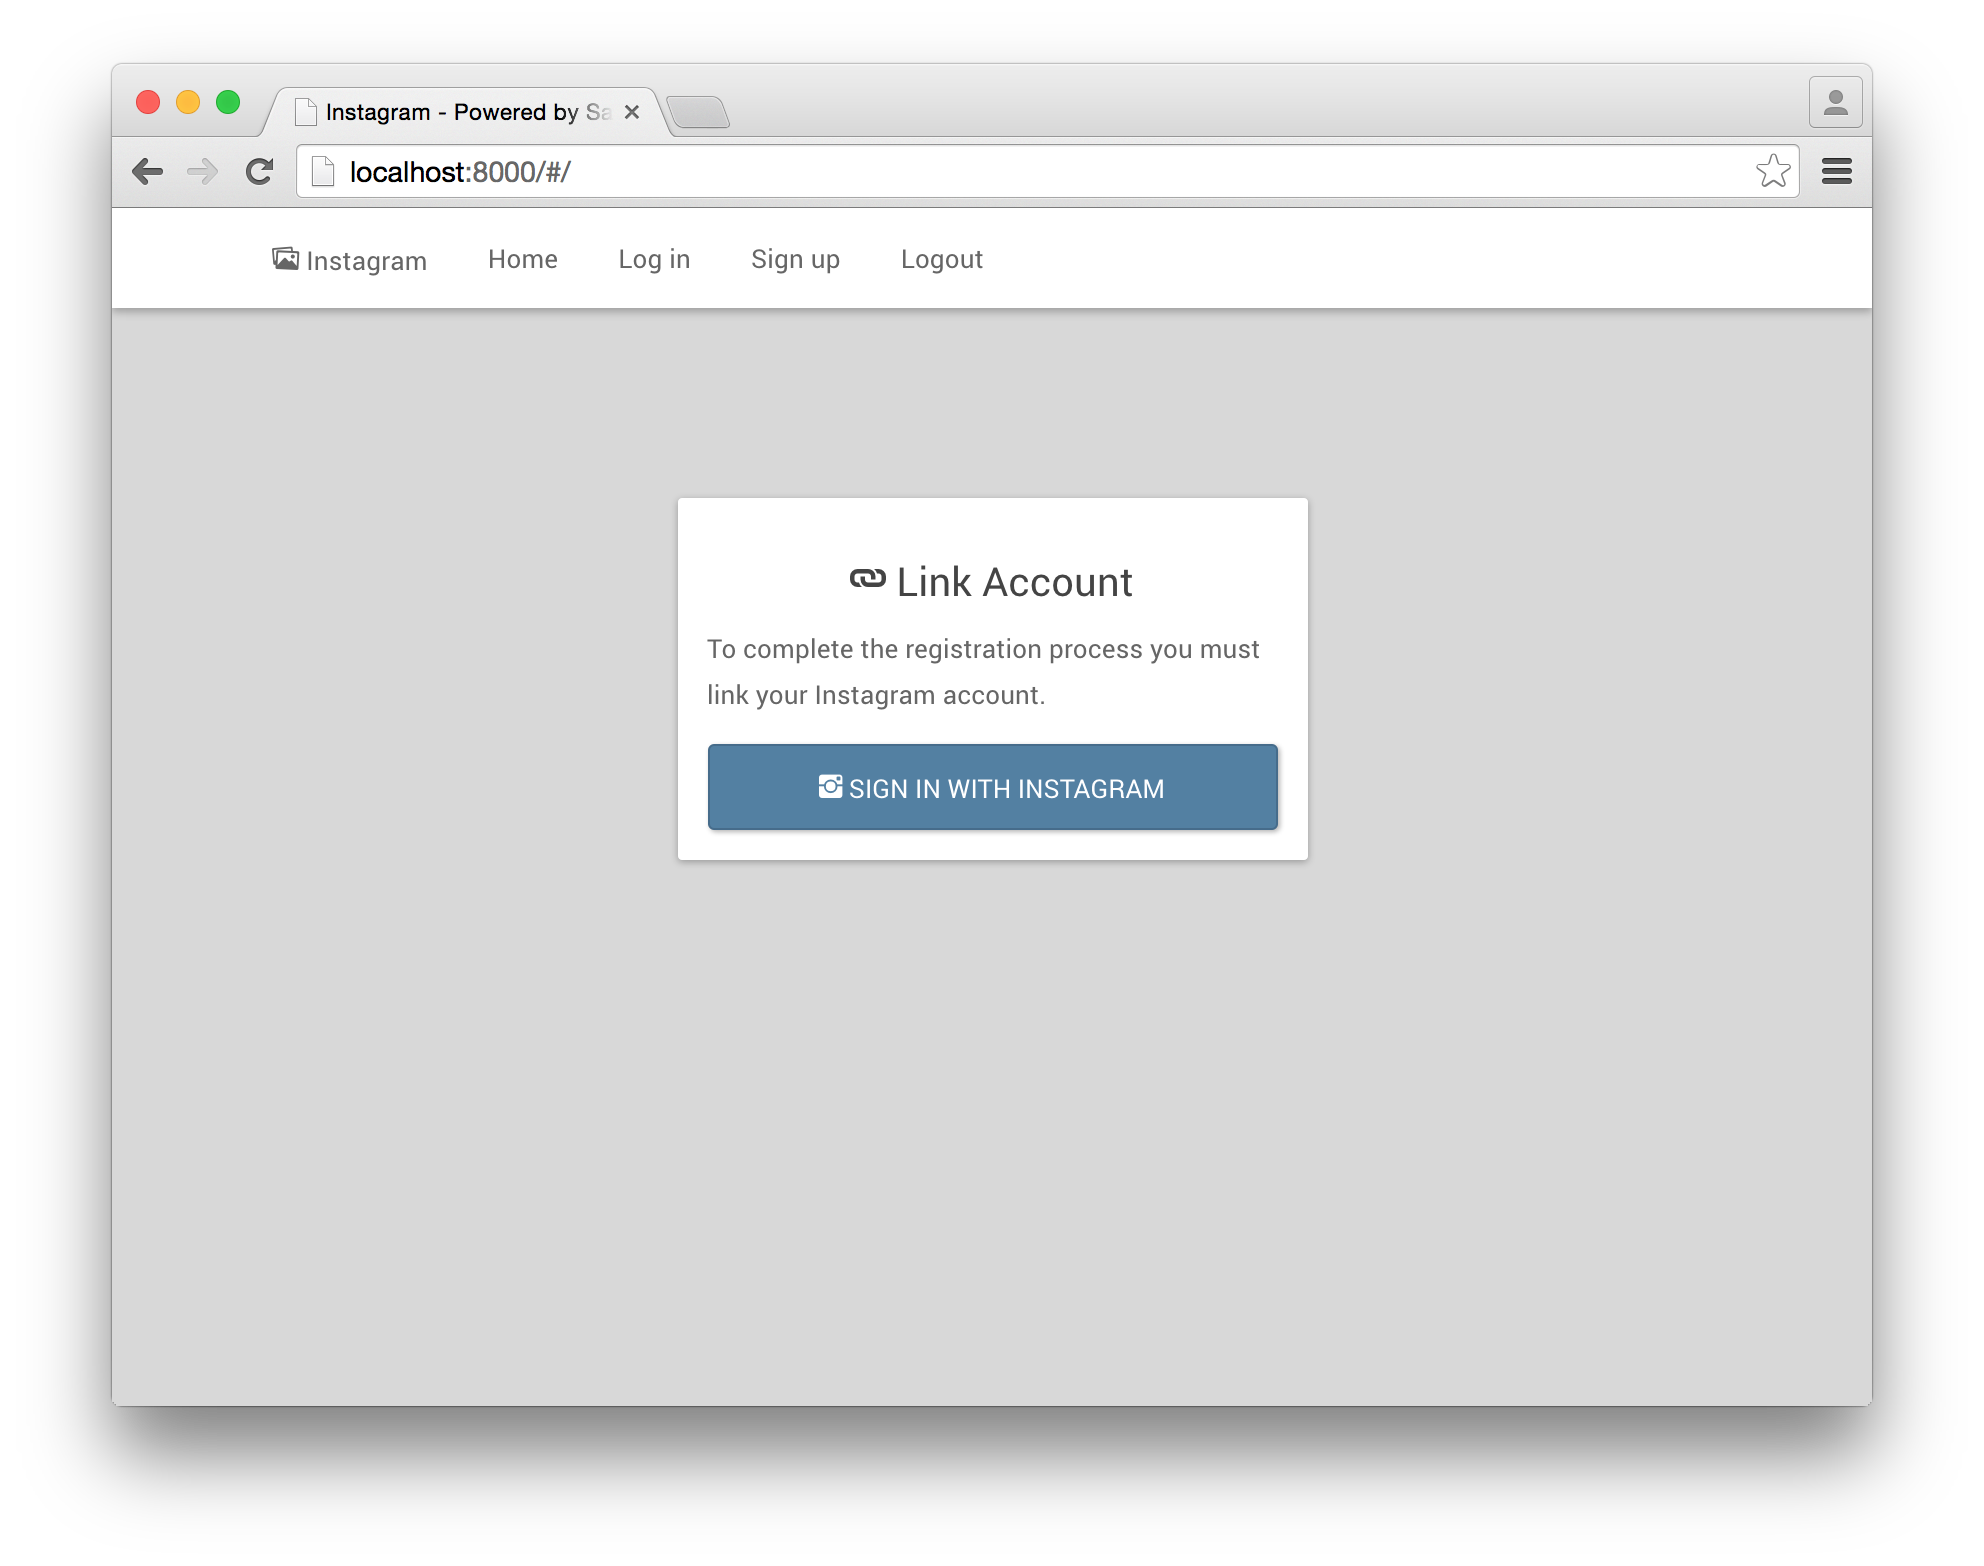 Instagram - Powered by Sa
localhost:8000/#/
Instagram Home Log in Sign up Logout
Link Account
To complete the registration process you must
link your Instagram account.
SIGN IN WITH INSTAGRAM